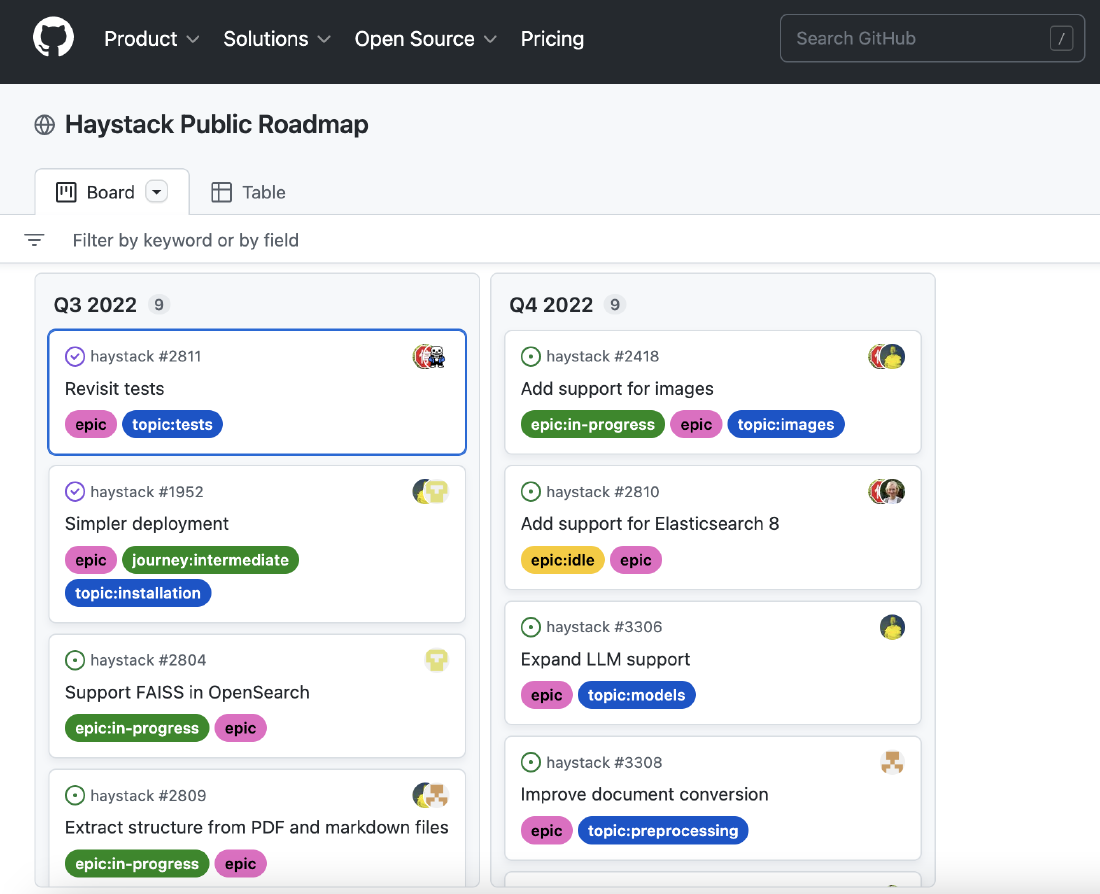 Product Solutions Open Source Pricing Search GitHub /
Haystack Public Roadmap
Board Table
Filter by keyword or by field
Q3 2022 9
haystack #2811
Revisit tests
epic topic:tests
haystack #1952
Simpler deployment
epic journey:intermediate
topic:installation
haystack #2804
Support FAISS in OpenSearch
epic:in-progress epic
haystack #2809
Extract structure from PDF and markdown files
epic:in-progress epic
Q4 2022 9
haystack #2418
Add support for images
epic:in-progress epic topic:images
haystack #2810
Add support for Elasticsearch 8
epic:idle epic
haystack #3306
Expand LLM support
epic topic:models
haystack #3308
Improve document conversion
epic topic:preprocessing